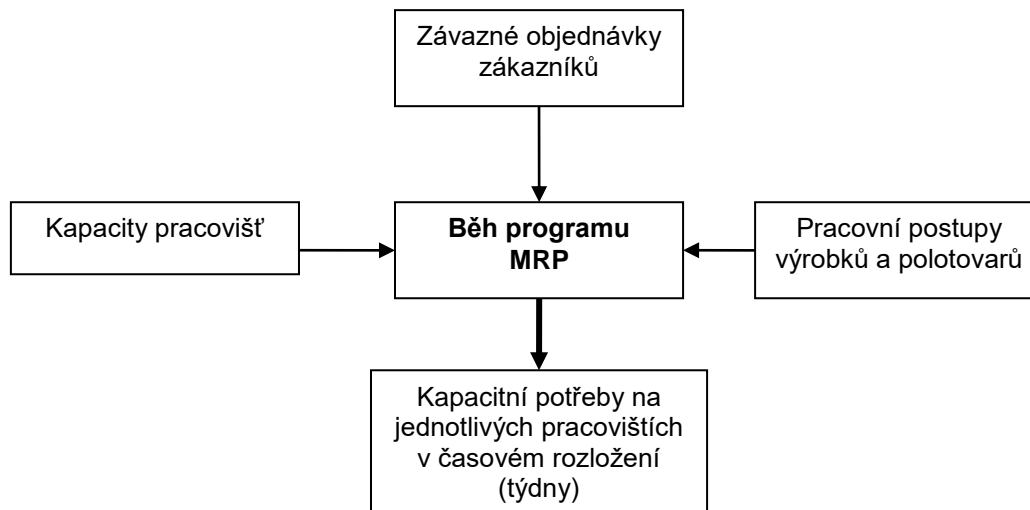 Závazné objednávky
zákazníků
Kapacity pracovišť
Běh programu
MRP
Pracovní postupy
výrobků a polotovarů
Kapacitní potřeby na
jednotlivých pracovištích
v časovém rozložení
(týdny)